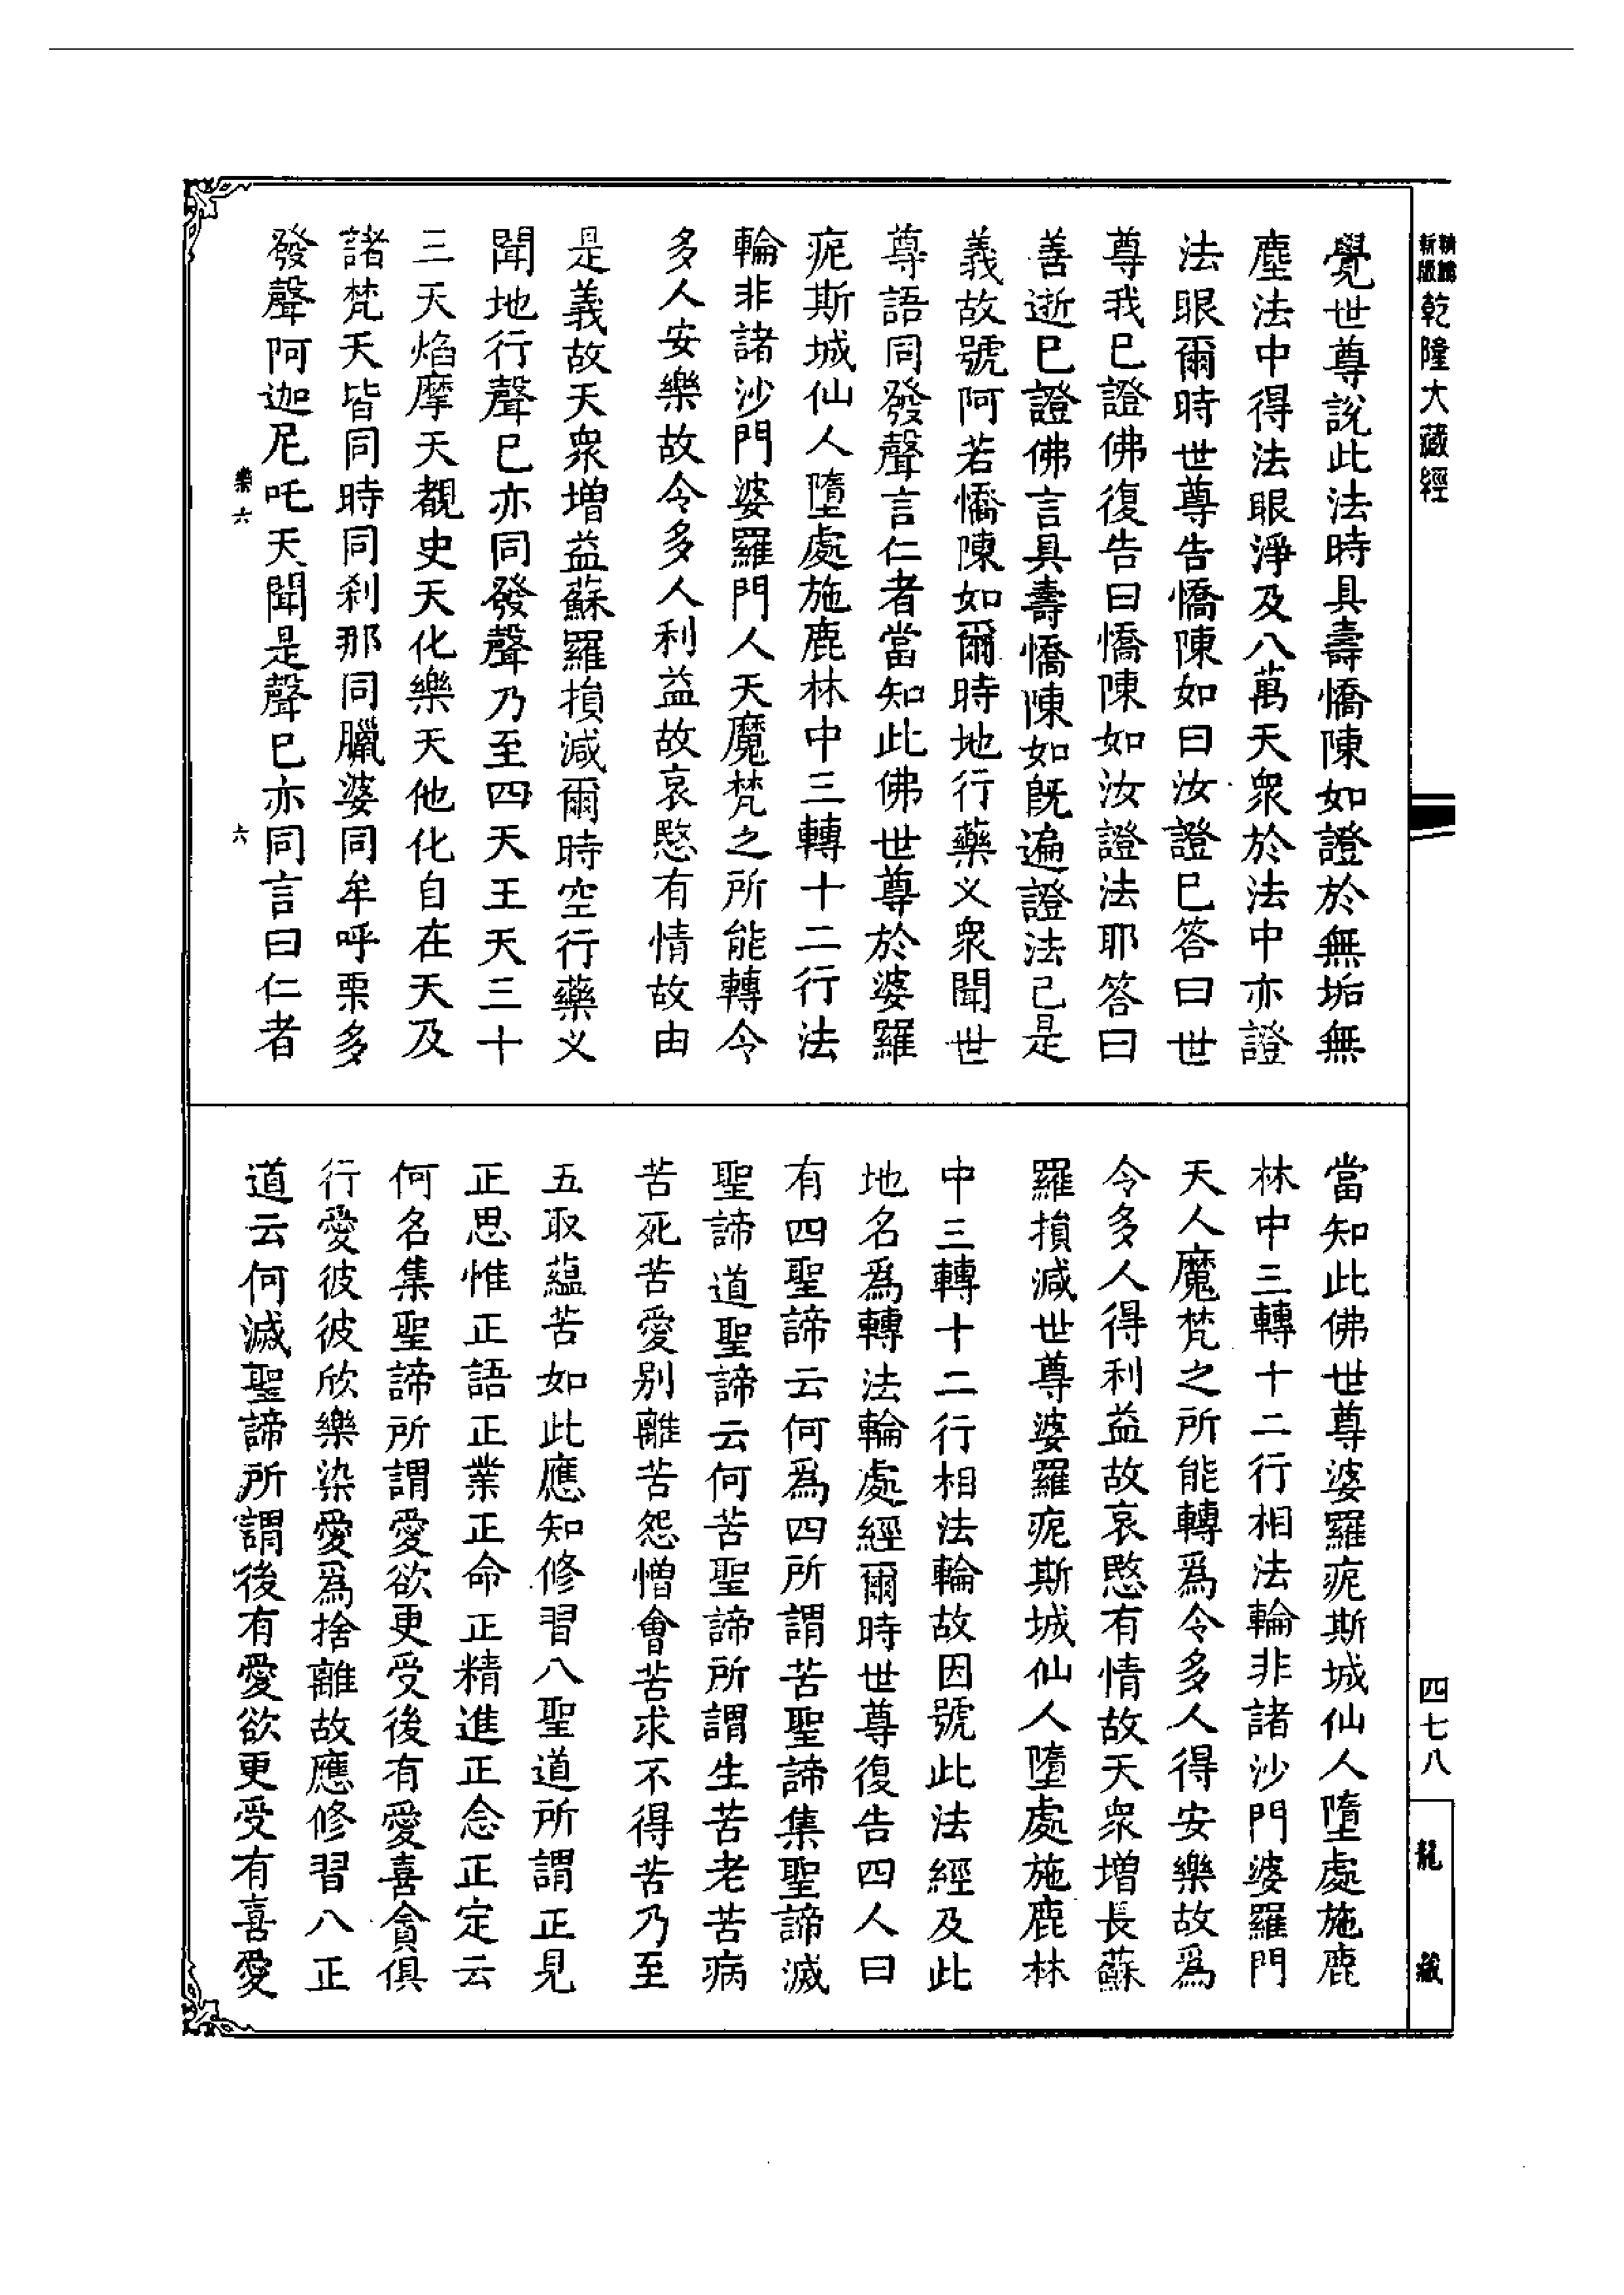 新版
乾隆大藏經
覺世尊說此法時具壽憍陳如證於無垢無
塵法中得法眼淨及八萬天衆於法中亦證
法眼爾時世尊告憍陳如曰汝證已答曰世
尊我已證佛復告曰憍陳如汝證法耶答曰
善逝已證佛言具壽憍陳如旣遍證法已是
義故號阿若憍陳如爾時地行藥义衆聞世
尊語同發聲言仁者當知此佛世尊於婆羅
痆斯城仙人墮處施鹿林中三轉十二行法
輪非諸沙門婆羅門人天魔梵之所能轉令
多人安樂故令多人利益故哀愍有情故由
是義故天衆増益蘇羅損減爾時空行藥义
聞地行聲已亦同發聲乃至四天王天三十
三天焰摩天覩史天化樂天他化自在天及
諸梵天皆同時同刹那同臘婆同牟呼栗多
發聲阿迦尼吒天聞是聲已亦同言曰仁者
樂六
六
當知此佛世尊婆羅痆斯城仙人墮處施鹿
林中三轉十二行相法輪非諸沙門婆羅門
天人魔梵之所能轉爲令多人得安樂故爲
令多人得利益故哀愍有情故天衆増長蘇
羅損減世尊婆羅痆斯城仙人墮處施鹿林
中三轉十二行相法輪故因號此法經及此
地名爲轉法輪處經爾時世尊復告四人曰
有四聖諦云何爲四所謂苦聖諦集聖諦滅
聖諦道聖諦云何苦聖諦所謂生苦老苦病
苦死苦愛别離苦怨憎會苦求不得苦乃至
五取蘊苦如此應知修習八聖道所謂正見
正思惟正語正業正命正精進正念正定云
何名集聖諦所謂愛欲更受後有愛喜貪俱
行愛彼彼欣樂染愛爲捨離故應修習八正
道云何滅聖諦所謂後有愛欲更受有喜愛
四七八
龍藏